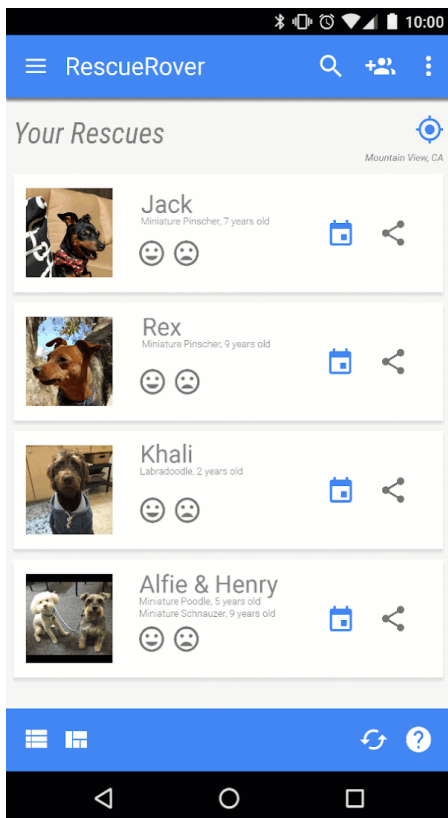 10:00
RescueRover
Your Rescues
Mountain View, CA
Jack
Miniature Pinscher, 7 years old
Rex
Miniature Pinscher, 9 years old
Khali
Labradoodle, 2 years old
Alfie & Henry
Miniature Poodle, 5 years old
Miniature Schnauzer, 9 years old